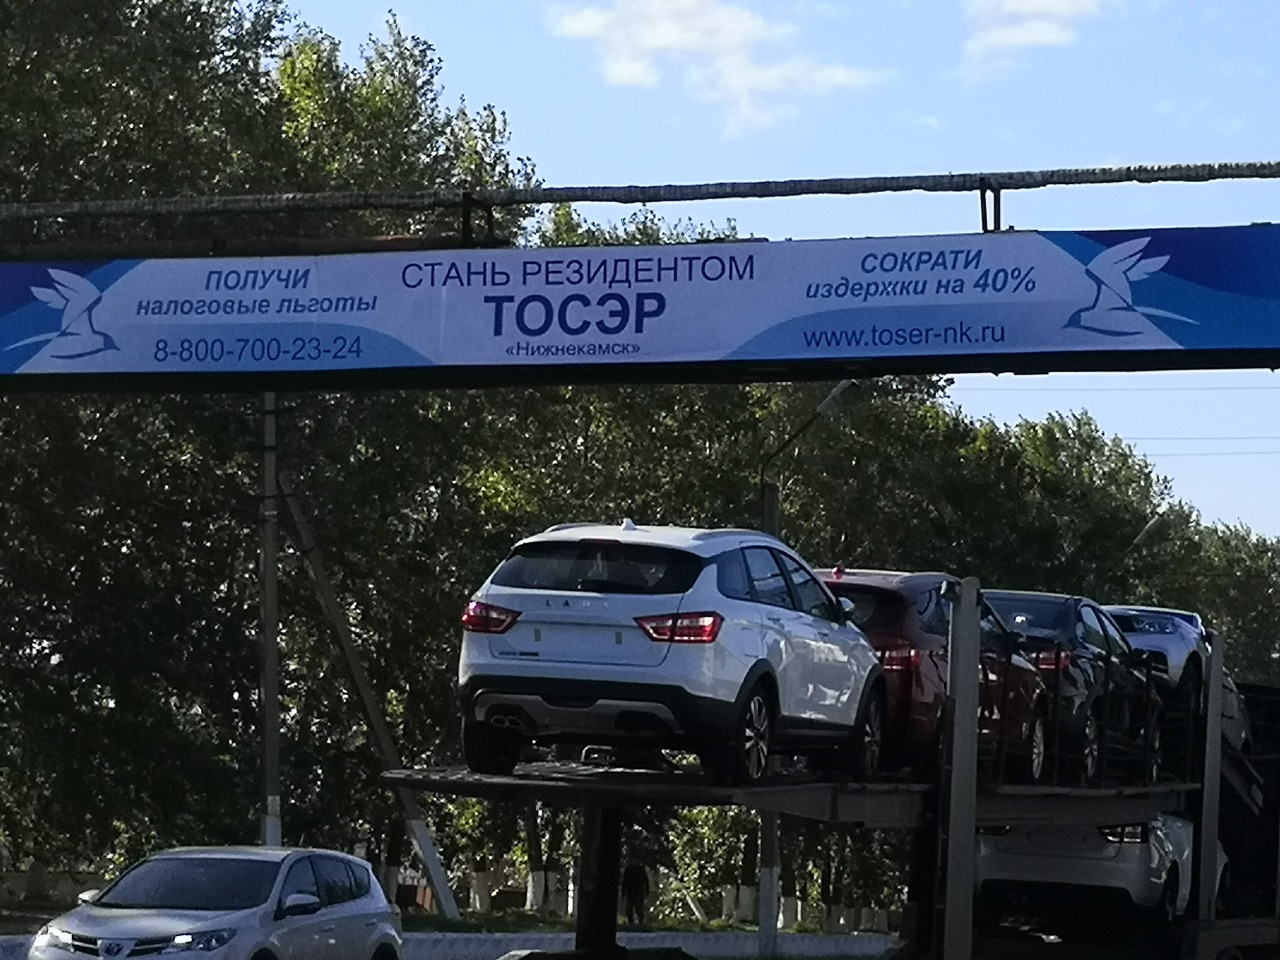 ПОЛУЧИ
налоговые льготы
8-800-700-23-24
СТАНЬ РЕЗИДЕНТОМ
ТОСЭР
«Нижнекамск»
СОКРАТИ
издержки на 40%
www.toser-nk.ru
LADA